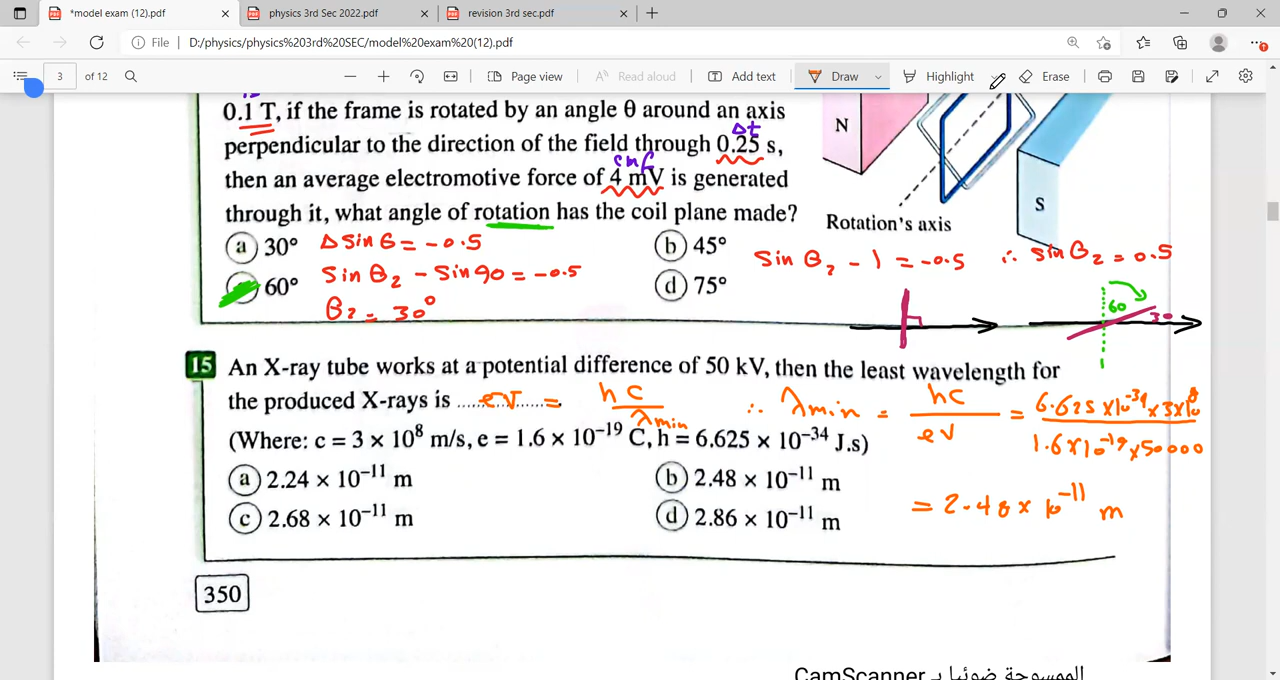 *model exam (12).pdf
physics 3rd Sec 2022.pdf
revision 3rd sec.pdf
File D:/physics/physics%203rd%20SEC/model%20exam%20(12).pdf
3 of 12 Page view Read aloud Add text Draw Highlight Erase
0.1 T, if the frame is rotated by an angle θ around an axis
Δt
perpendicular to the direction of the field through 0.25 s,
emf
then an average electromotive force of 4 mV is generated
through it, what angle of rotation has the coil plane made?
N
S
Rotation's axis
a 30° Δ sin θ = -0.5
b 45° sin θ2 - 1 = -0.5 ∴ sin θ2 = 0.5
60° sin θ2 - sin 90 = -0.5
d 75°
θ2 = 30°
60
30
15 An X-ray tube works at a potential difference of 50 kV, then the least wavelength for
the produced X-rays is ............
eV = hc/λmin ∴ λmin = hc/eV = 6.625 x10^-34 x 3x10^8 / 1.6 x10^-19 x 50000
(Where: c = 3 × 10^8 m/s, e = 1.6 × 10^−19 C, h = 6.625 × 10^−34 J.s)
a 2.24 × 10^−11 m
b 2.48 × 10^−11 m
= 2.48 x 10^-11 m
c 2.68 × 10^−11 m
d 2.86 × 10^−11 m
350
الممسوحة ضوئيا بـ CamScanner